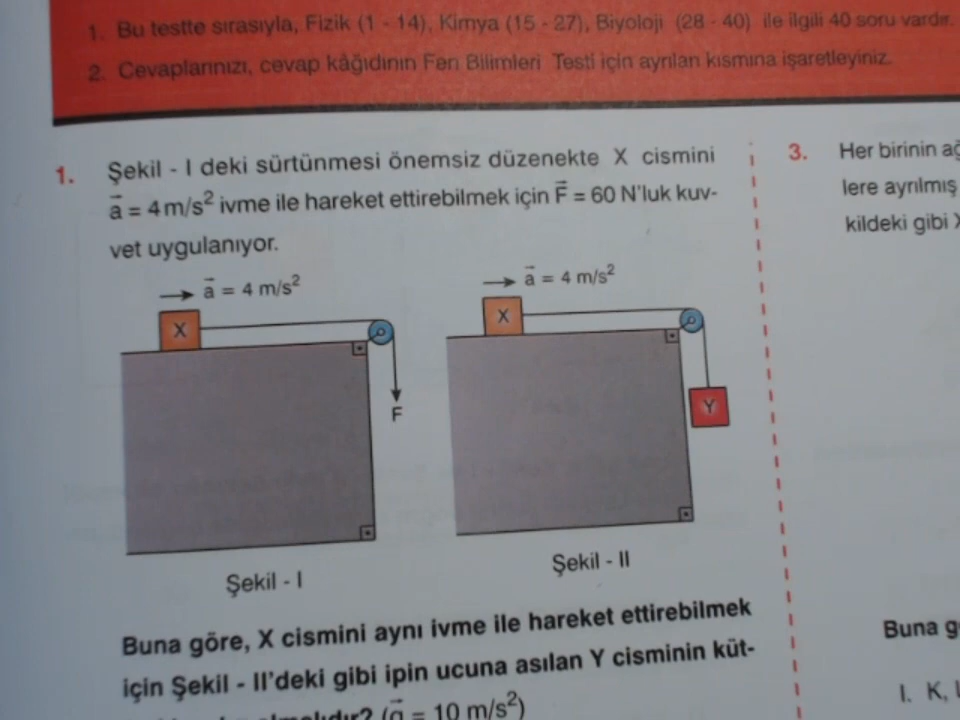 1. Bu testte sırasıyla, Fizik (1 - 14), Kimya (15 - 27), Biyoloji (28 - 40) ile ilgili 40 soru vardır.
2. Cevaplarınızı, cevap kâğıdının Fen Bilimleri Testi için ayrılan kısmına işaretleyiniz.
1. Şekil - I deki sürtünmesi önemsiz düzenekte X cismini
a⃗ = 4 m/s² ivme ile hareket ettirebilmek için F⃗ = 60 N'luk kuv-
vet uygulanıyor.
a⃗ = 4 m/s²
X
F
Şekil - I
a⃗ = 4 m/s²
X
Y
Şekil - II
Buna göre, X cismini aynı ivme ile hareket ettirebilmek
için Şekil - II'deki gibi ipin ucuna asılan Y cisminin küt-
olmalıdır? (g⃗ = 10 m/s²)
3. Her birinin ağ
lere ayrılmış
kildeki gibi X
Buna g
I. K, L